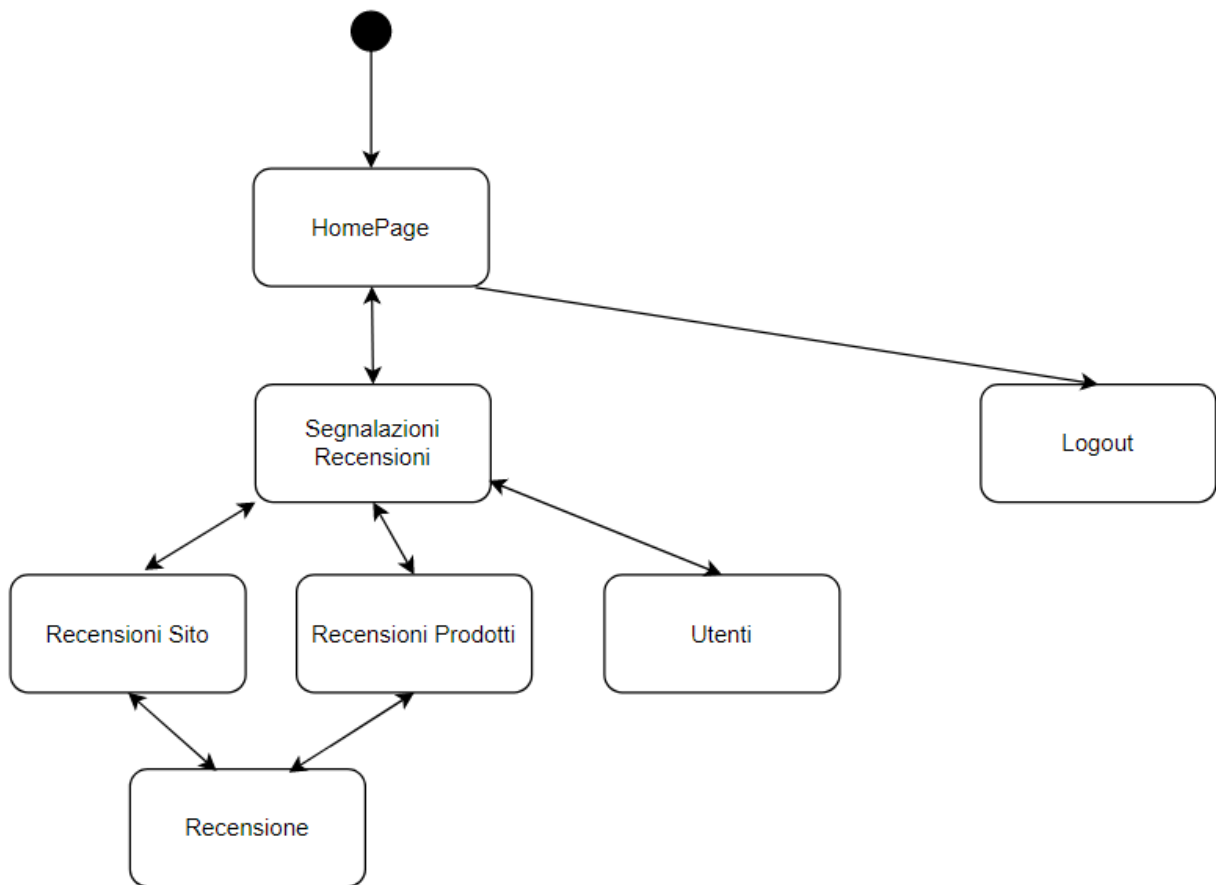 HomePage
Segnalazioni
Recensioni
Logout
Recensioni Sito
Recensioni Prodotti
Utenti
Recensione